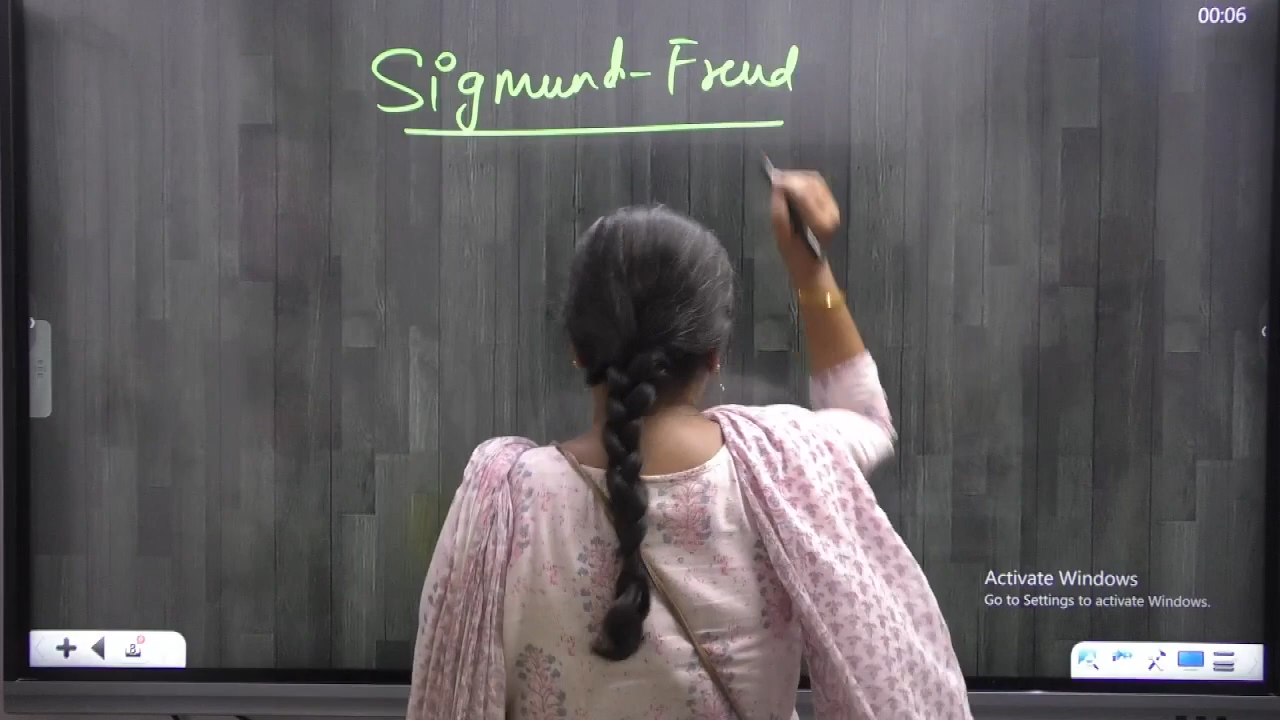 00:06
Sigmund-Freud
Activate Windows
Go to Settings to activate Windows.